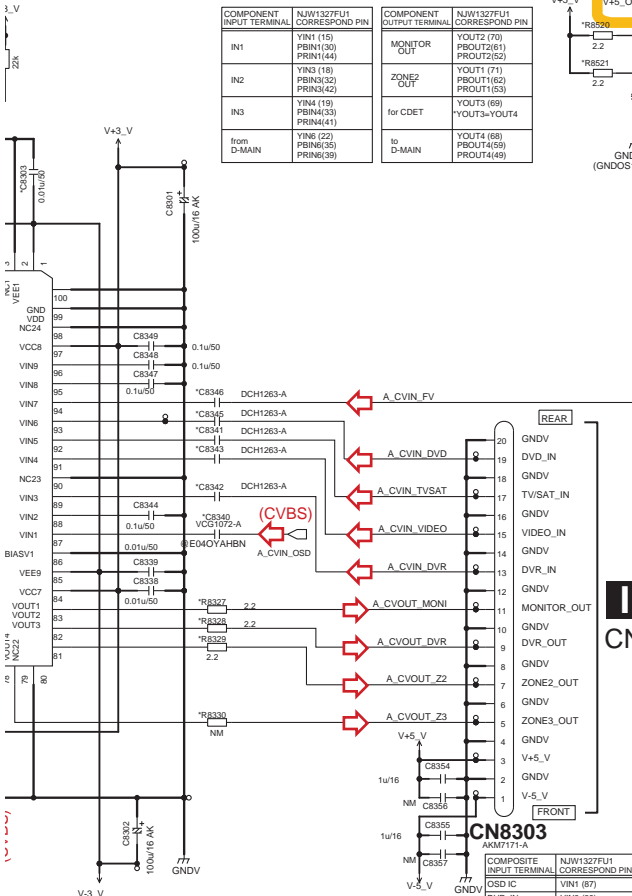 COMPONENT INPUT TERMINAL NJW1327FU1 CORRESPOND PIN
IN1 YIN1 (15) PBIN1(30) PRIN1(44)
IN2 YIN3 (18) PBIN3(32) PRIN3(42)
IN3 YIN4 (19) PBIN4(33) PRIN4(41)
from D-MAIN YIN6 (22) PBIN6(35) PRIN6(39)
COMPONENT OUTPUT TERMINAL NJW1327FU1 CORRESPOND PIN
MONITOR OUT YOUT2 (70) PBOUT2(61) PROUT2(52)
ZONE2 OUT YOUT1 (71) PBOUT1(62) PROUT1(53)
for CDET YOUT3 (69) *YOUT3=YOUT4
to D-MAIN YOUT4 (68) PBOUT4(59) PROUT4(49)
*R8520
2.2
*R8521
2.2
22k
V+3_V
*C8303
0.01u/50
C8301
100u/16 AK
3
2
1
NC1
VEE1
100
GND
99
VDD
NC24
98
VCC8
97
VIN9
96
VIN8
95
VIN7
94
VIN6
93
VIN5
92
VIN4
91
NC23
90
VIN3
89
VIN2
88
VIN1
87
BIASV1
86
VEE9
85
VCC7
84
VOUT1
VOUT2
83
VOUT3
82
81
NC22
79
80
C8349
0.1u/50
C8348
0.1u/50
C8347
0.1u/50
*C8346 DCH1263-A
*C8345
*C8341 DCH1263-A
*C8343 DCH1263-A
*C8342 DCH1263-A
C8344
0.1u/50
*C8340
VCG1072-A
@E04OYAHBN
(CVBS)
A_CVIN_OSD
0.01u/50
C8339
C8338
0.01u/50
*R8327 2.2
*R8328 2.2
*R8329
2.2
*R8330
NM
A_CVIN_FV
A_CVIN_DVD
A_CVIN_TVSAT
A_CVIN_VIDEO
A_CVIN_DVR
A_CVOUT_MONI
A_CVOUT_DVR
A_CVOUT_Z2
A_CVOUT_Z3
REAR
20 GNDV
19 DVD_IN
18 GNDV
17 TV/SAT_IN
16 GNDV
15 VIDEO_IN
14 GNDV
13 DVR_IN
12 GNDV
11 MONITOR_OUT
10 GNDV
9 DVR_OUT
8 GNDV
7 ZONE2_OUT
6 GNDV
5 ZONE3_OUT
4 GNDV
3 V+5_V
2 GNDV
1 V-5_V
FRONT
CN8303
AKM7171-A
V+5_V
1u/16
C8354
NM
C8356
1u/16
C8355
NM
C8357
V-5_V
GNDV
C8302
100u/16 AK
V-3_V
GNDV
COMPOSITE INPUT TERMINAL NJW1327FU1 CORRESPOND PIN
OSD IC VIN1 (87)